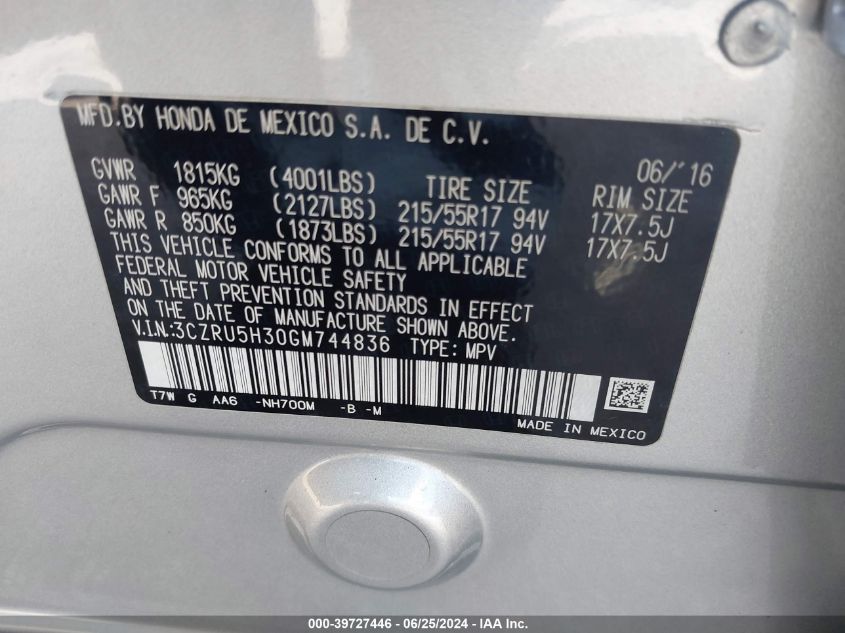 MFD. BY HONDA DE MEXICO S.A. DE C.V.
06/'16
GVWR 1815KG (4001LBS) TIRE SIZE RIM SIZE
GAWR F 965KG (2127LBS) 215/55R17 94V 17X7.5J
GAWR R 850KG (1873LBS) 215/55R17 94V 17X7.5J
THIS VEHICLE CONFORMS TO ALL APPLICABLE
FEDERAL MOTOR VEHICLE SAFETY
AND THEFT PREVENTION STANDARDS IN EFFECT
ON THE DATE OF MANUFACTURE SHOWN ABOVE.
V.I.N.:3CZRU5H30GM744836 TYPE: MPV
T7W G AA6 -NH700M -B -M
MADE IN MEXICO
000-39727446 - 06/25/2024 - IAA Inc.